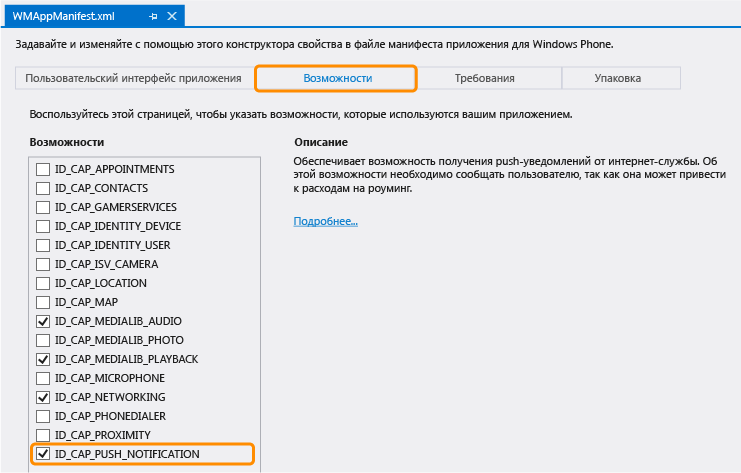 WMAppManifest.xml
Задавайте и изменяйте с помощью этого конструктора свойства в файле манифеста приложения для Windows Phone.
Пользовательский интерфейс приложения Возможности Требования Упаковка
Воспользуйтесь этой страницей, чтобы указать возможности, которые используются вашим приложением.
Возможности
ID_CAP_APPOINTMENTS
ID_CAP_CONTACTS
ID_CAP_GAMERSERVICES
ID_CAP_IDENTITY_DEVICE
ID_CAP_IDENTITY_USER
ID_CAP_ISV_CAMERA
ID_CAP_LOCATION
ID_CAP_MAP
ID_CAP_MEDIALIB_AUDIO
ID_CAP_MEDIALIB_PHOTO
ID_CAP_MEDIALIB_PLAYBACK
ID_CAP_MICROPHONE
ID_CAP_NETWORKING
ID_CAP_PHONEDIALER
ID_CAP_PROXIMITY
ID_CAP_PUSH_NOTIFICATION
Описание
Обеспечивает возможность получения push-уведомлений от интернет-службы. Об
этой возможности необходимо сообщать пользователю, так как она может привести
к расходам на роуминг.
Подробнее...